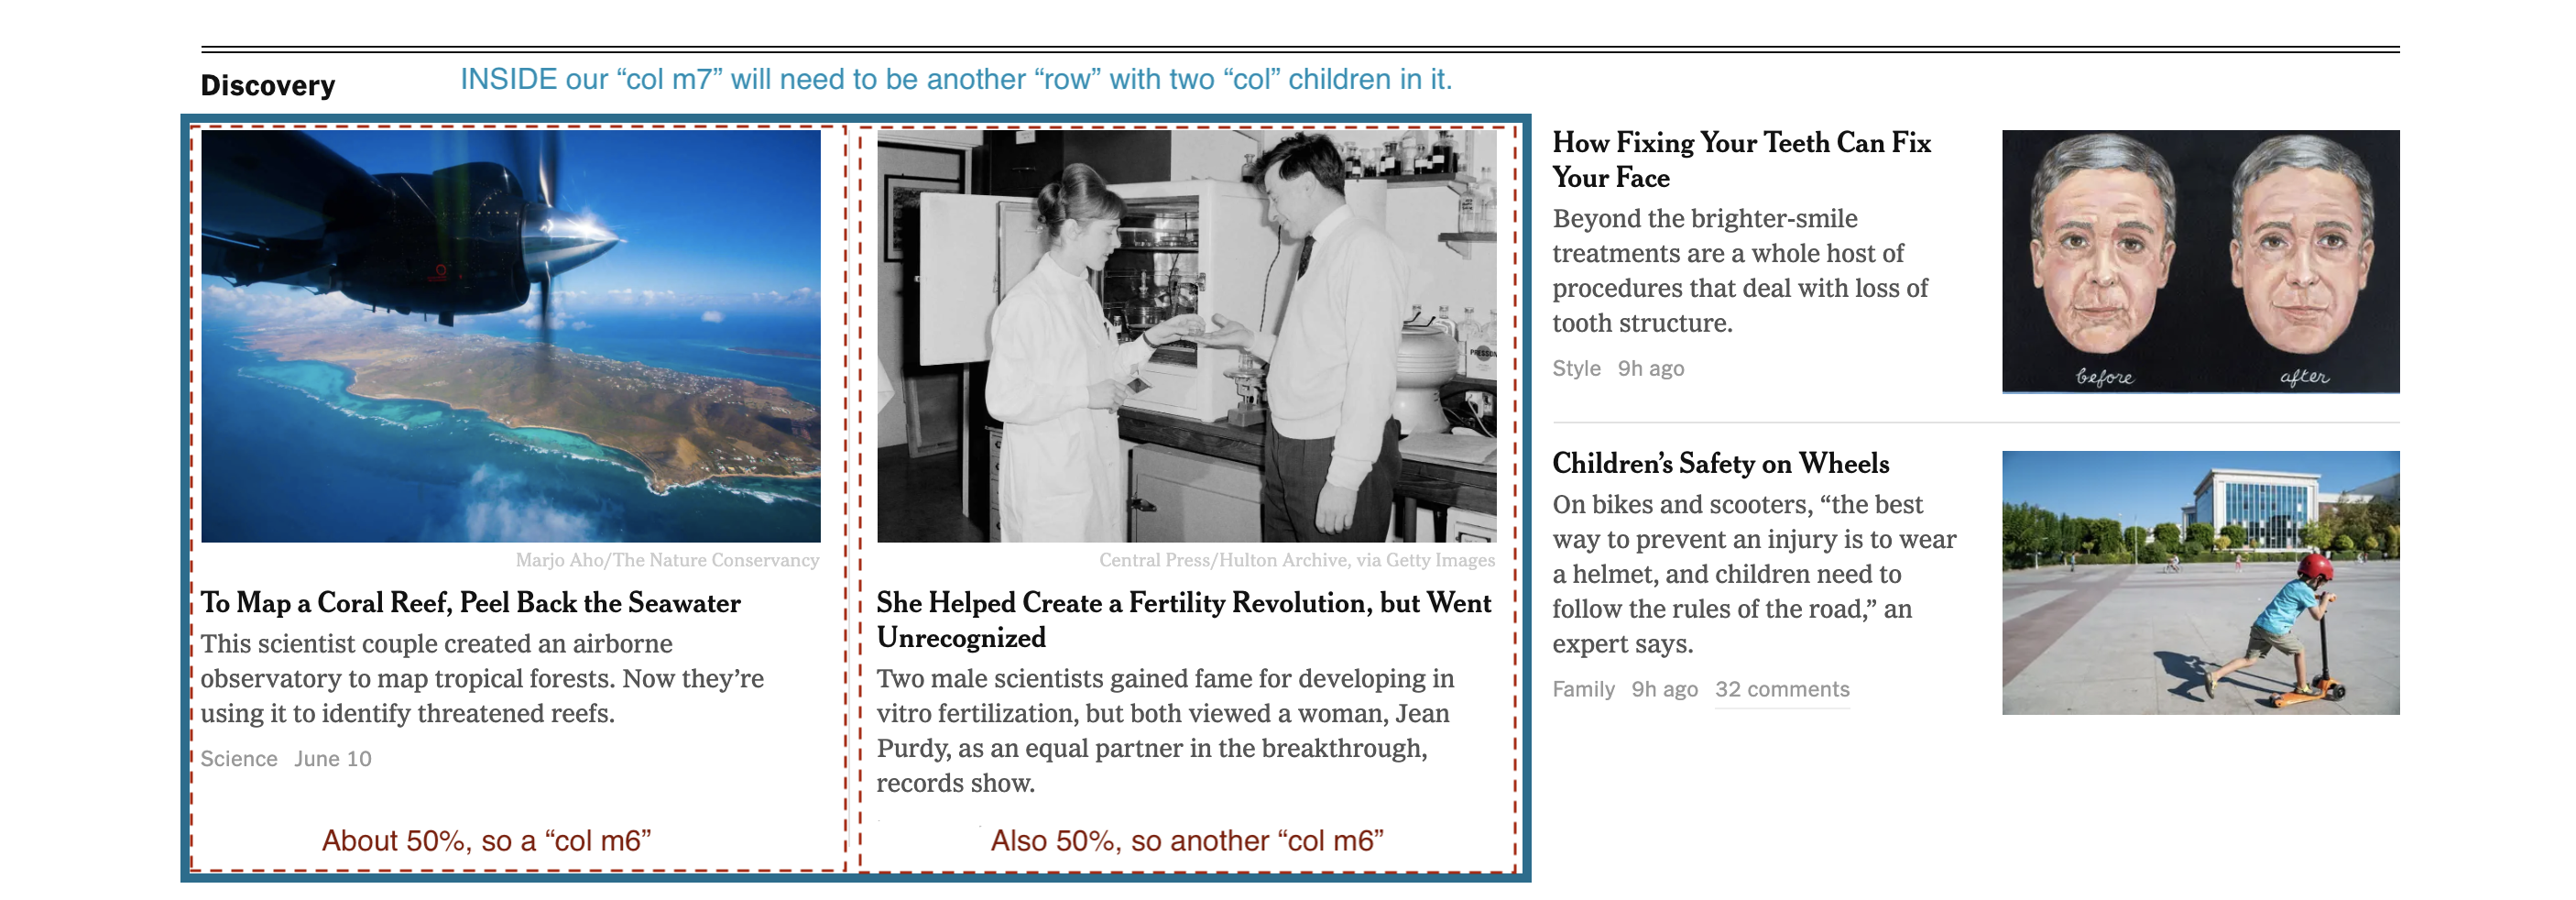 Discovery
INSIDE our “col m7” will need to be another “row” with two “col” children in it.
Marjo Aho/The Nature Conservancy
To Map a Coral Reef, Peel Back the Seawater
This scientist couple created an airborne
observatory to map tropical forests. Now they’re
using it to identify threatened reefs.
Science June 10
About 50%, so a “col m6”
Central Press/Hulton Archive, via Getty Images
She Helped Create a Fertility Revolution, but Went
Unrecognized
Two male scientists gained fame for developing in
vitro fertilization, but both viewed a woman, Jean
Purdy, as an equal partner in the breakthrough,
records show.
Also 50%, so another “col m6”
How Fixing Your Teeth Can Fix
Your Face
Beyond the brighter-smile
treatments are a whole host of
procedures that deal with loss of
tooth structure.
Style 9h ago
before
after
Children’s Safety on Wheels
On bikes and scooters, “the best
way to prevent an injury is to wear
a helmet, and children need to
follow the rules of the road,” an
expert says.
Family 9h ago 32 comments